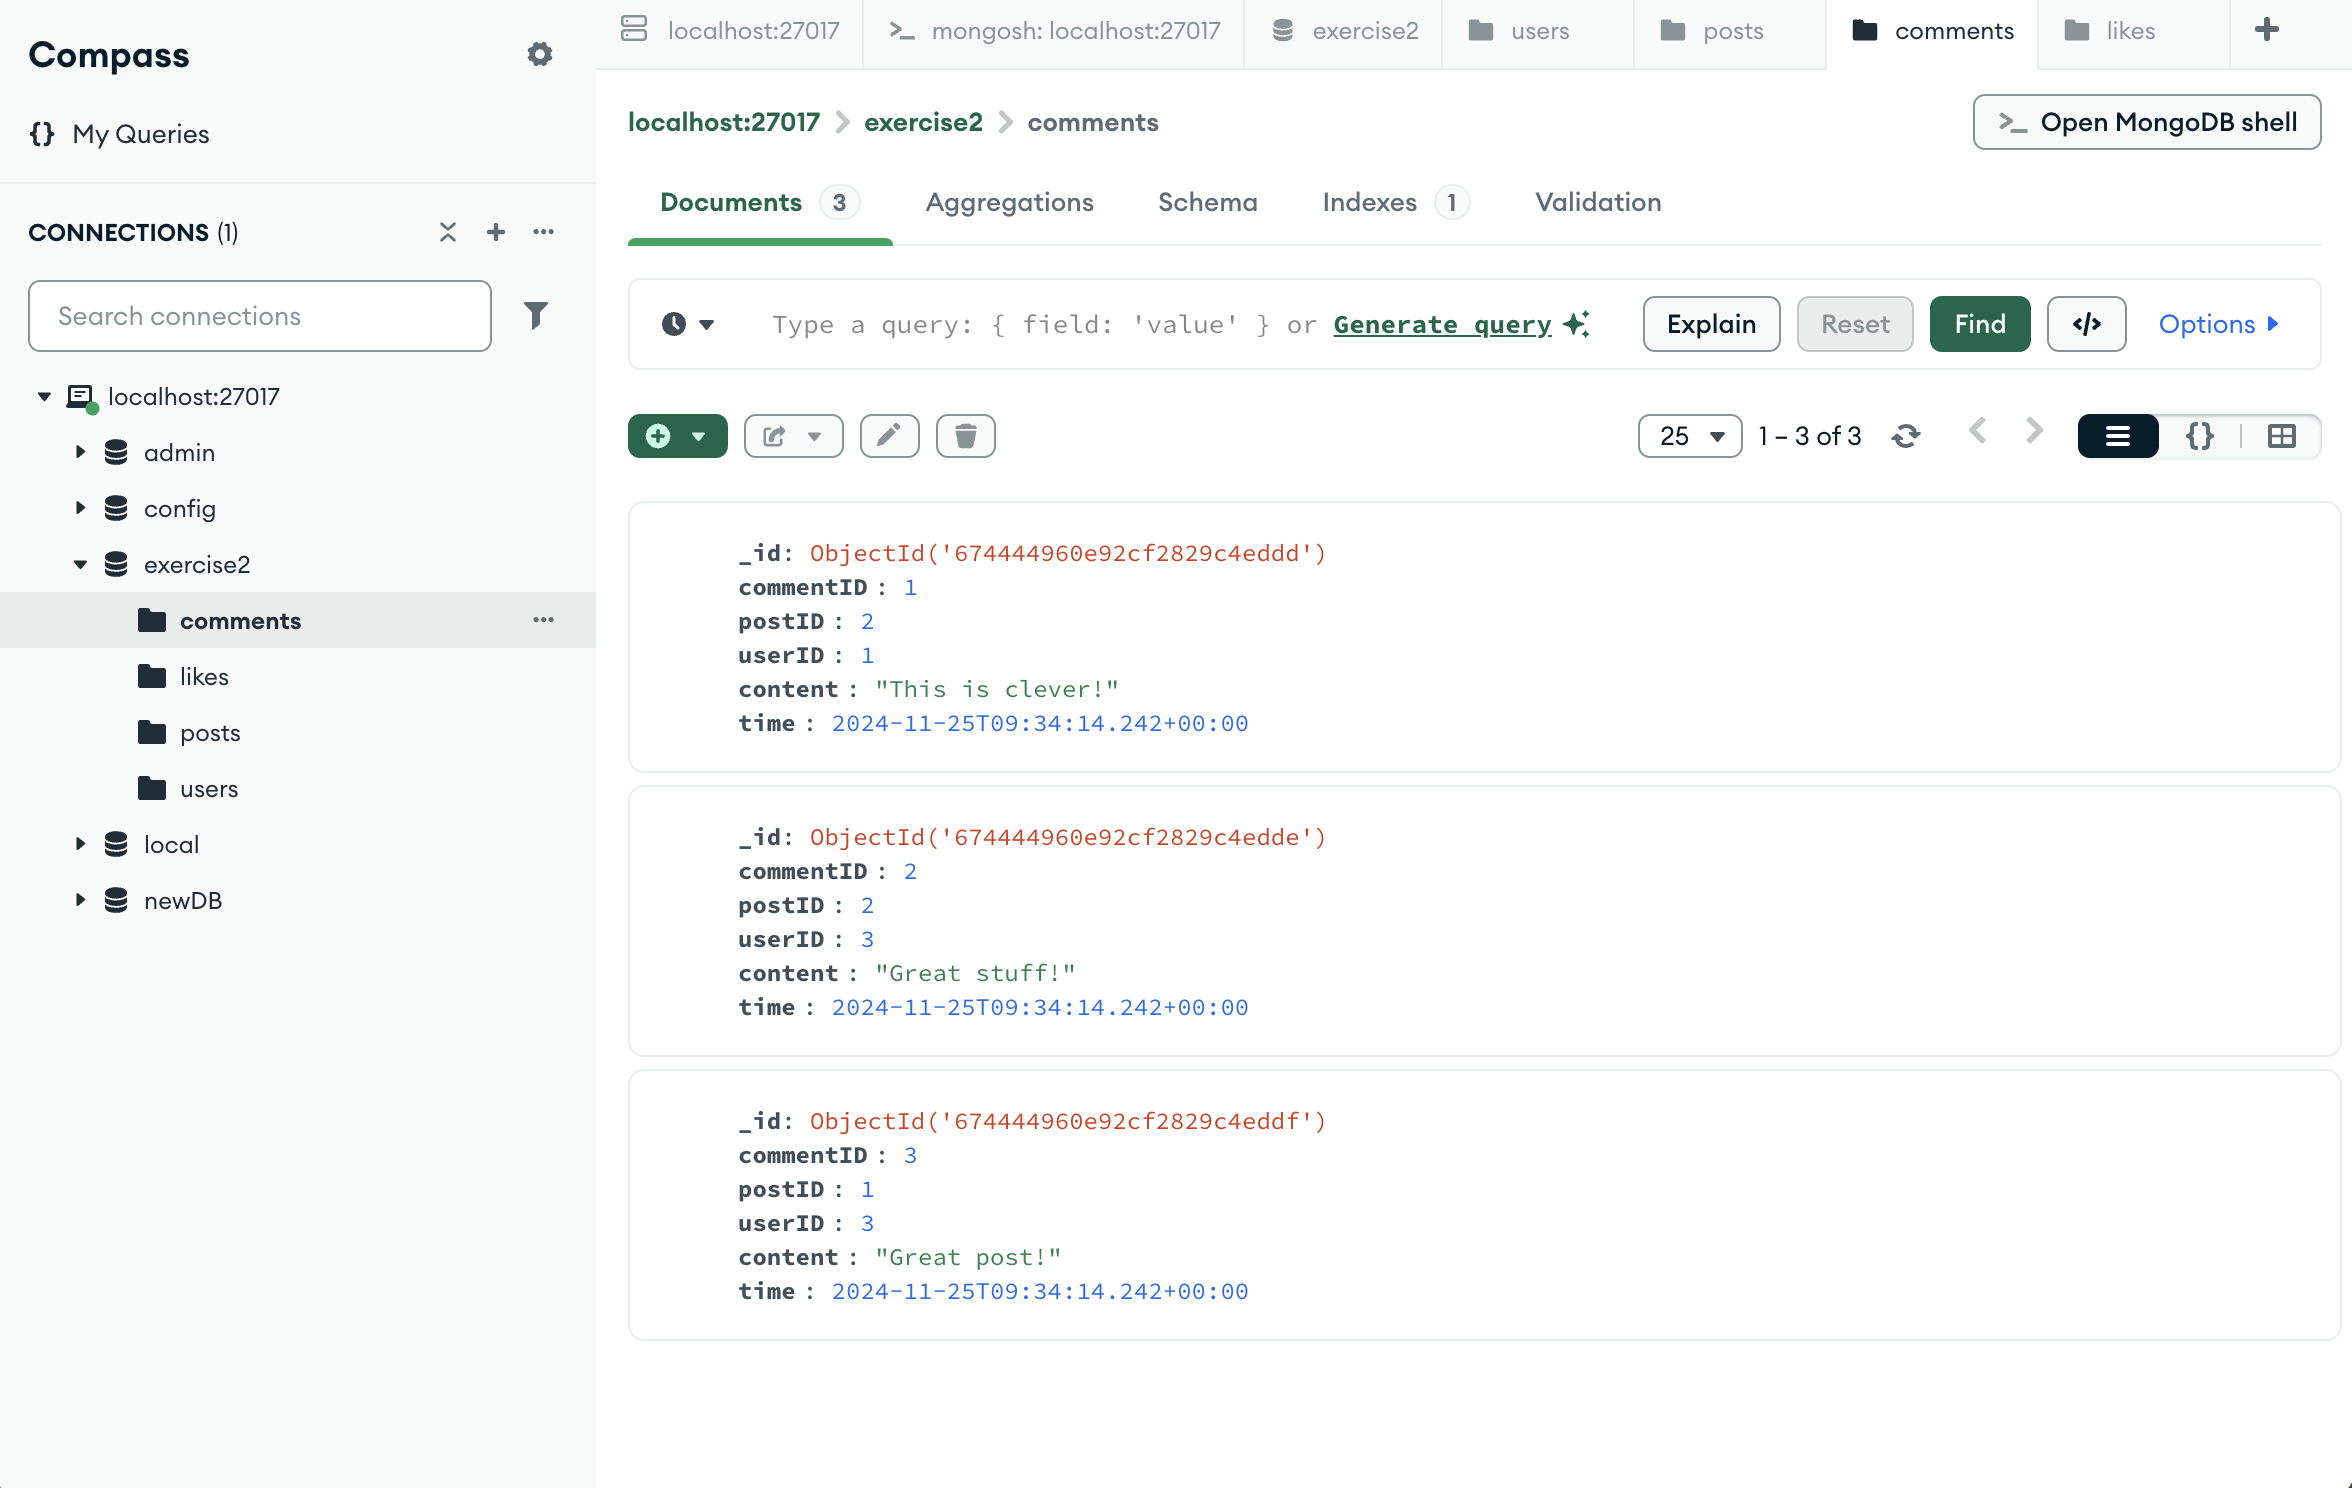 Compass
{} My Queries
CONNECTIONS (1)
Search connections
localhost:27017
admin
config
exercise2
comments
likes
posts
users
local
newDB
localhost:27017
>_ mongosh: localhost:27017
exercise2
users
posts
comments
likes
localhost:27017 > exercise2 > comments
>_ Open MongoDB shell
Documents 3 Aggregations Schema Indexes 1 Validation
Type a query: { field: 'value' } or Generate query
Explain Reset Find </> Options
25 1 – 3 of 3 {}
_id: ObjectId('674444960e92cf2829c4eddd')
commentID : 1
postID : 2
userID : 1
content : "This is clever!"
time : 2024-11-25T09:34:14.242+00:00
_id: ObjectId('674444960e92cf2829c4edde')
commentID : 2
postID : 2
userID : 3
content : "Great stuff!"
time : 2024-11-25T09:34:14.242+00:00
_id: ObjectId('674444960e92cf2829c4eddf')
commentID : 3
postID : 1
userID : 3
content : "Great post!"
time : 2024-11-25T09:34:14.242+00:00